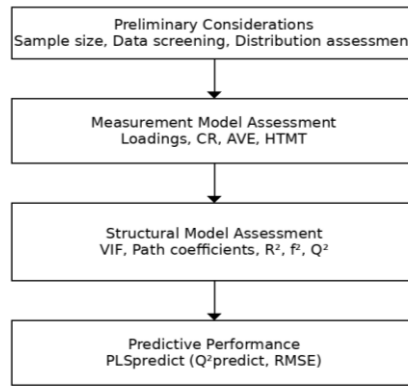 Preliminary Considerations
Sample size, Data screening, Distribution assessmen
Measurement Model Assessment
Loadings, CR, AVE, HTMT
Structural Model Assessment
VIF, Path coefficients, R², f², Q²
Predictive Performance
PLSpredict (Q²predict, RMSE)